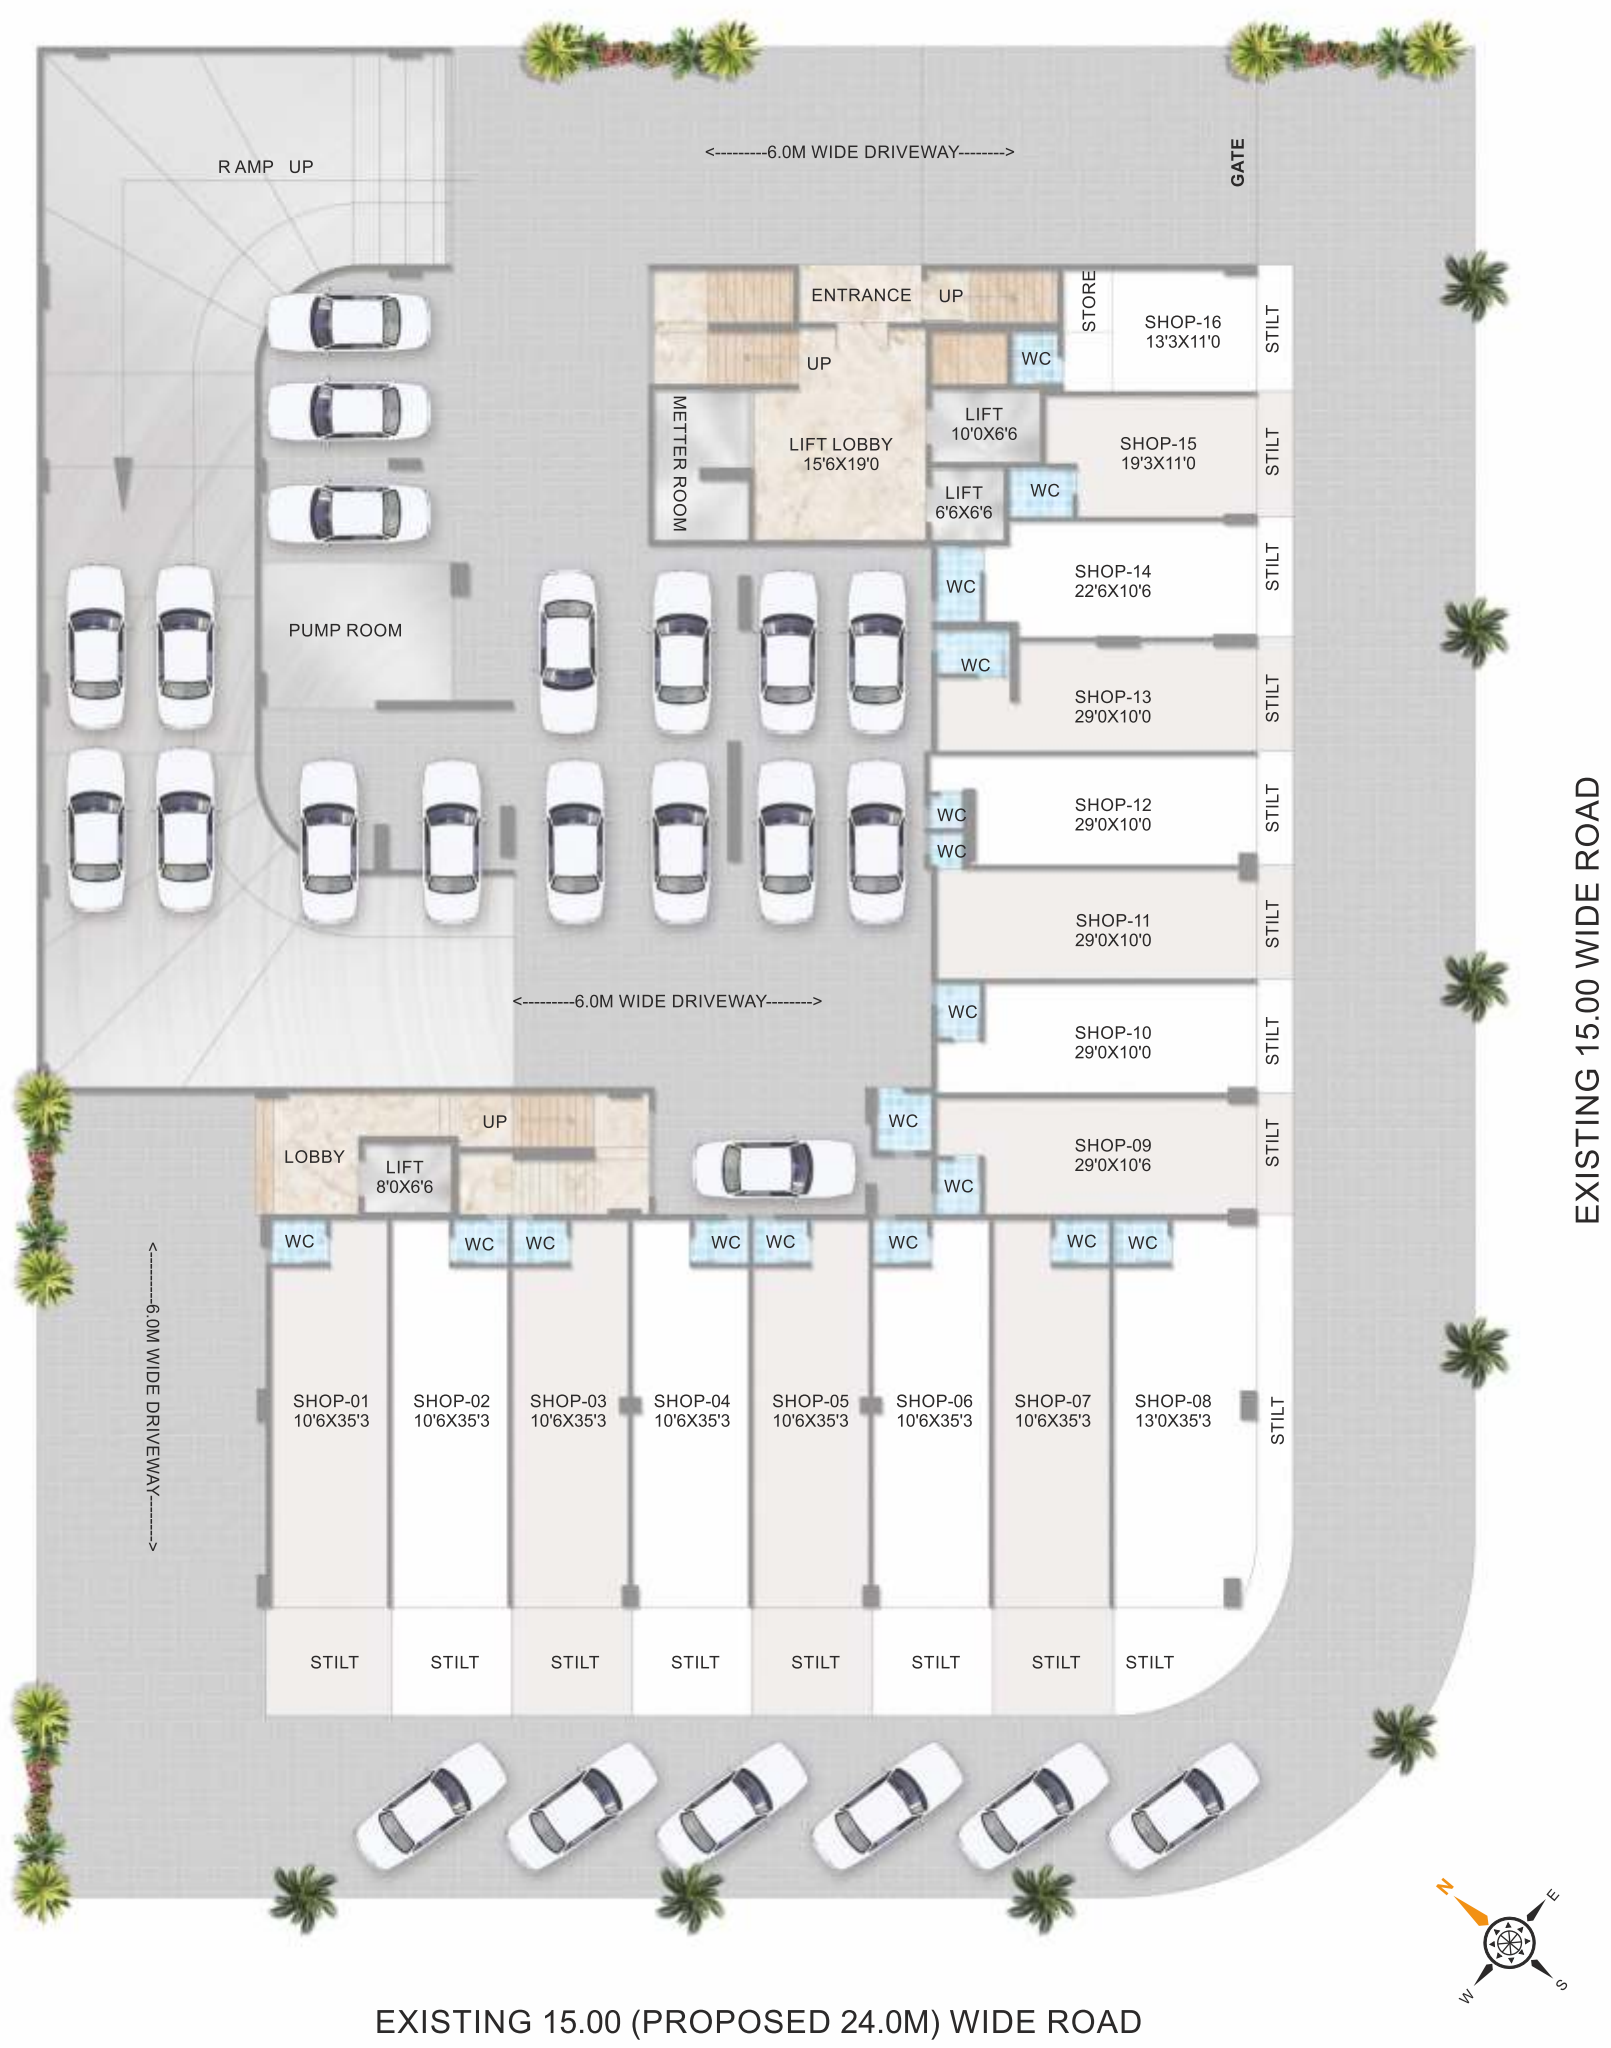 <---------6.0M WIDE DRIVEWAY-------->
GATE
R AMP UP
ENTRANCE
UP
STORE
SHOP-16
13'3X11'0
STILT
UP
WC
METTER ROOM
LIFT LOBBY
15'6X19'0
LIFT
10'0X6'6
SHOP-15
19'3X11'0
STILT
LIFT
6'6X6'6
WC
WC
SHOP-14
22'6X10'6
STILT
PUMP ROOM
WC
SHOP-13
29'0X10'0
STILT
WC
SHOP-12
29'0X10'0
STILT
WC
SHOP-11
29'0X10'0
STILT
<---------6.0M WIDE DRIVEWAY-------->
WC
SHOP-10
29'0X10'0
STILT
EXISTING 15.00 WIDE ROAD
UP
LOBBY
LIFT
8'0X6'6
WC
WC
SHOP-09
29'0X10'6
STILT
WC
WC
WC
WC
WC
WC
WC
WC
<---------6.0M WIDE DRIVEWAY-------->
SHOP-01
10'6X35'3
SHOP-02
10'6X35'3
SHOP-03
10'6X35'3
SHOP-04
10'6X35'3
SHOP-05
10'6X35'3
SHOP-06
10'6X35'3
SHOP-07
10'6X35'3
SHOP-08
13'0X35'3
STILT
STILT
STILT
STILT
STILT
STILT
STILT
STILT
STILT
N
E
W
S
EXISTING 15.00 (PROPOSED 24.0M) WIDE ROAD